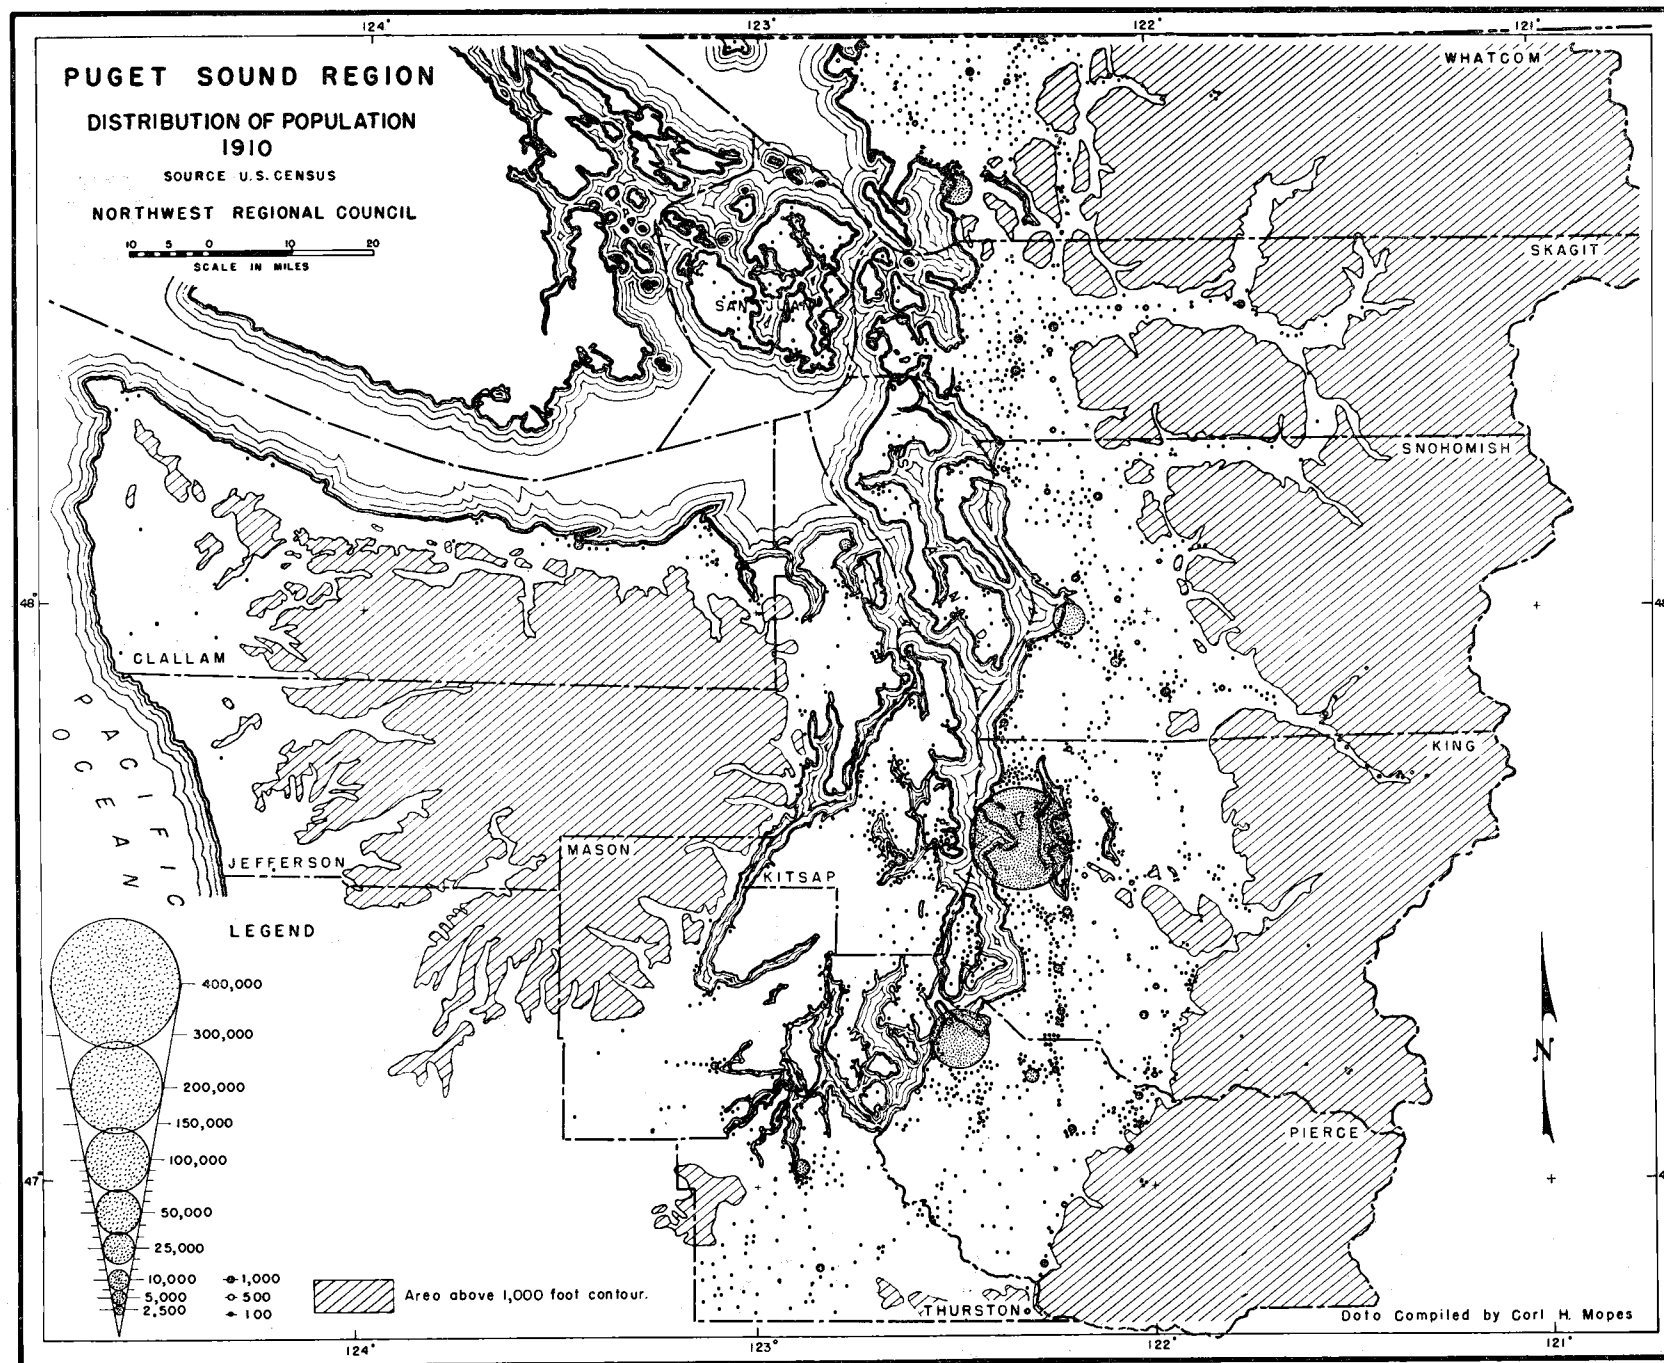 124° 123° 122° 121°
PUGET SOUND REGION
DISTRIBUTION OF POPULATION
1910
SOURCE U.S. CENSUS
NORTHWEST REGIONAL COUNCIL
10 5 0 10 20
SCALE IN MILES
WHATCOM
SKAGIT
SAN JUAN
SNOHOMISH
48°
CLALLAM
PACIFIC
OCEAN
KING
JEFFERSON
MASON
KITSAP
LEGEND
400,000
300,000
200,000
150,000
100,000
50,000
25,000
10,000
5,000
2,500
1,000
500
100
Area above 1,000 foot contour.
N
PIERCE
47°
THURSTON
Data Compiled by Carl H. Mapes
124° 123° 122° 121°